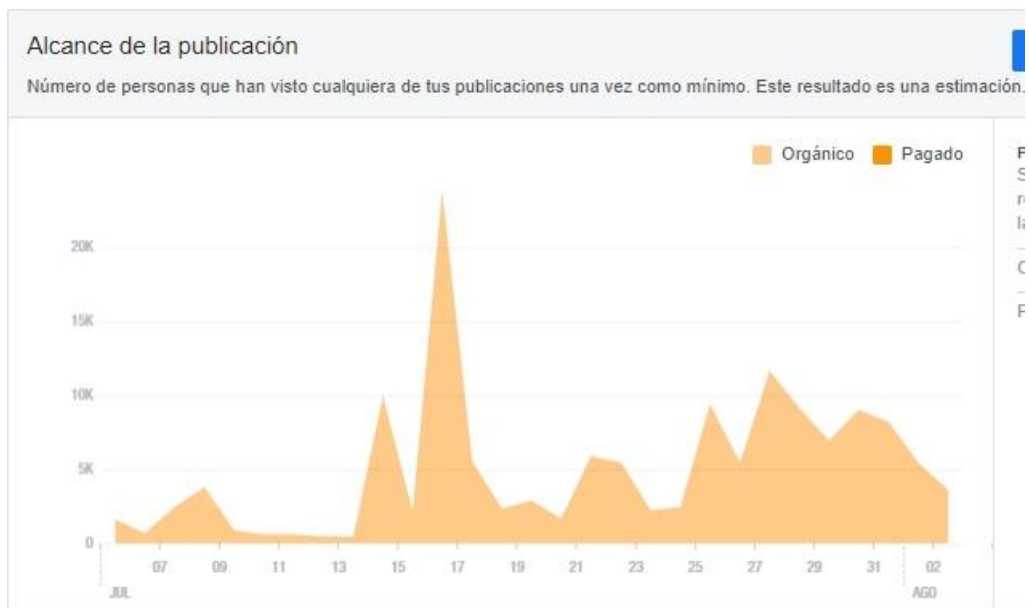 Alcance de la publicación
Número de personas que han visto cualquiera de tus publicaciones una vez como mínimo. Este resultado es una estimación.
Orgánico Pagado
20K
15K
10K
5K
0
07 09 11 13 15 17 19 21 23 25 27 29 31 02
JUL AGO